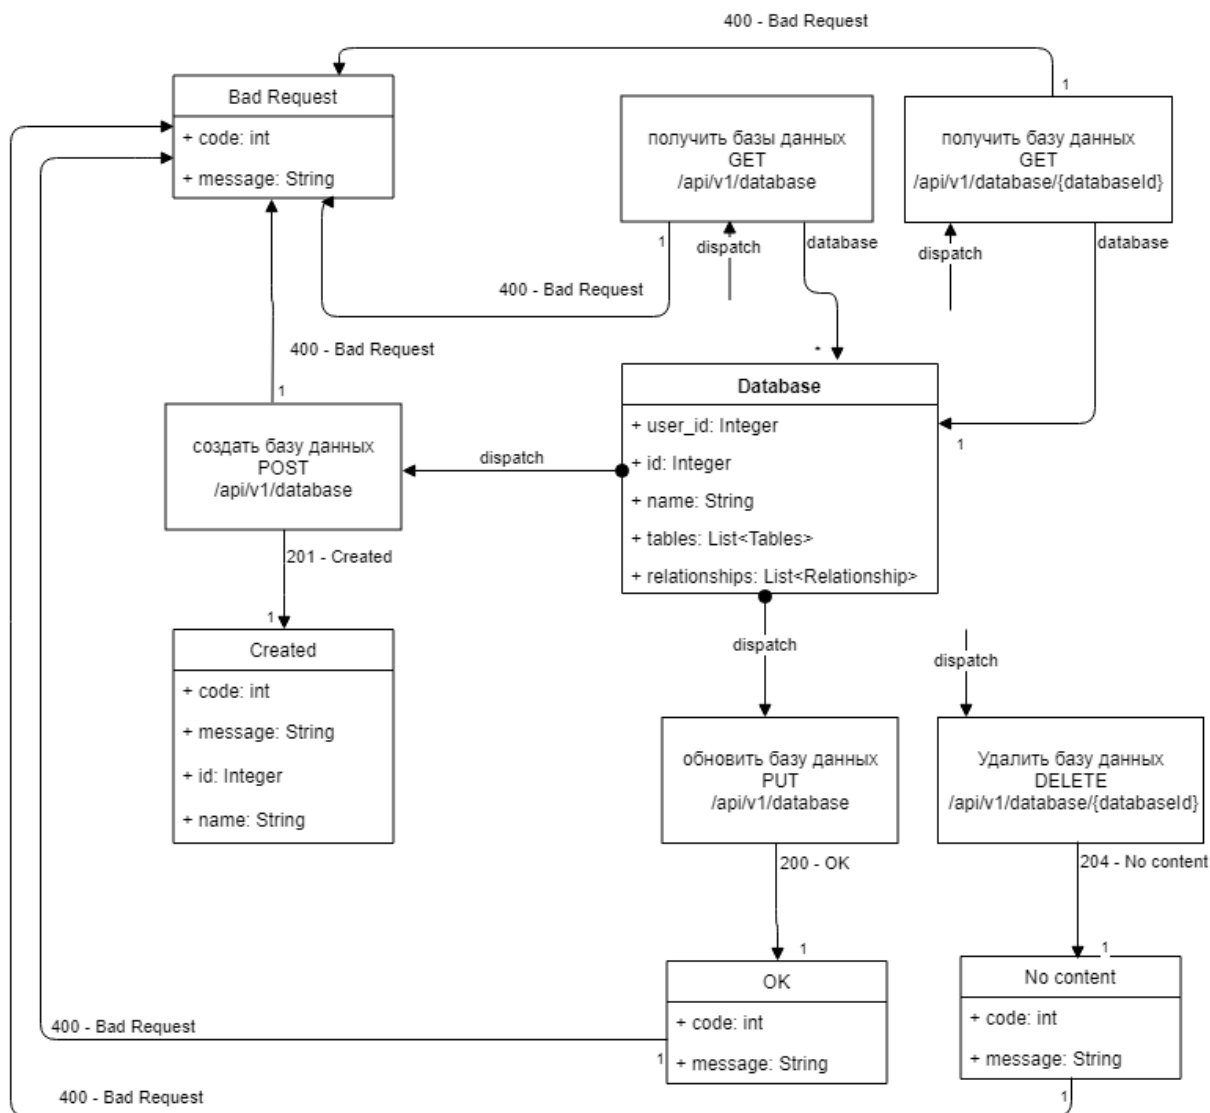 400 - Bad Request
1
Bad Request
+ code: int
+ message: String
получить базы данных
GET
/api/v1/database
получить базу данных
GET
/api/v1/database/{databaseId}
1
dispatch
database
dispatch
database
400 - Bad Request
400 - Bad Request
1
*
Database
+ user_id: Integer
+ id: Integer
+ name: String
+ tables: List<Tables>
+ relationships: List<Relationship>
1
создать базу данных
POST
/api/v1/database
dispatch
201 - Created
1
Created
+ code: int
+ message: String
+ id: Integer
+ name: String
dispatch
dispatch
обновить базу данных
PUT
/api/v1/database
Удалить базу данных
DELETE
/api/v1/database/{databaseId}
200 - OK
204 - No content
1
1
OK
+ code: int
+ message: String
No content
+ code: int
+ message: String
400 - Bad Request
1
400 - Bad Request
1